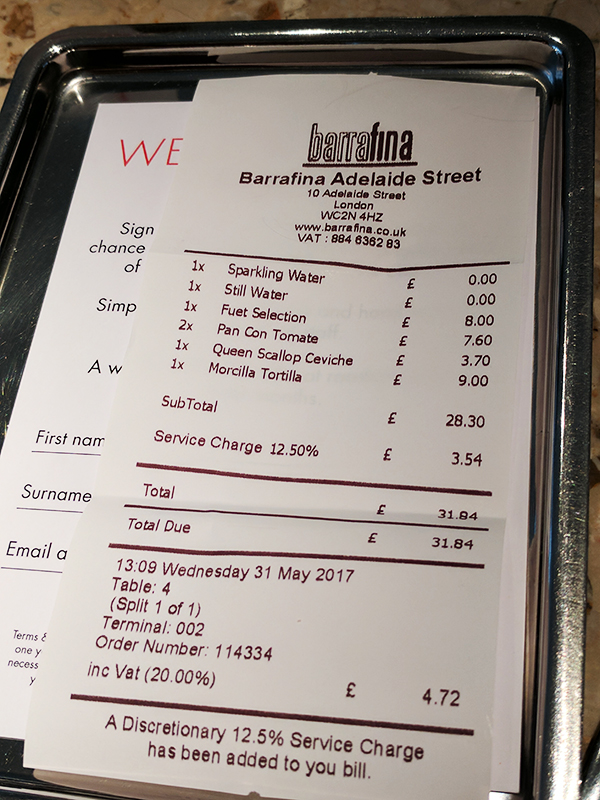 WE
Sign
chance
of
Simp
A w
First nam
Surname
Email a
Terms &
one y
necess
y
barrafina
Barrafina Adelaide Street
10 Adelaide Street
London
WC2N 4HZ
www.barrafina.co.uk
VAT : 884 6362 83
1x Sparkling Water £ 0.00
1x Still Water £ 0.00
1x Fuet Selection £ 8.00
2x Pan Con Tomate £ 7.60
1x Queen Scallop Ceviche £ 3.70
1x Morcilla Tortilla £ 9.00
SubTotal £ 28.30
Service Charge 12.50% £ 3.54
Total £ 31.84
Total Due £ 31.84
13:09 Wednesday 31 May 2017
Table: 4
(Split 1 of 1)
Terminal: 002
Order Number: 114334
inc Vat (20.00%) £ 4.72
A Discretionary 12.5% Service Charge
has been added to you bill.